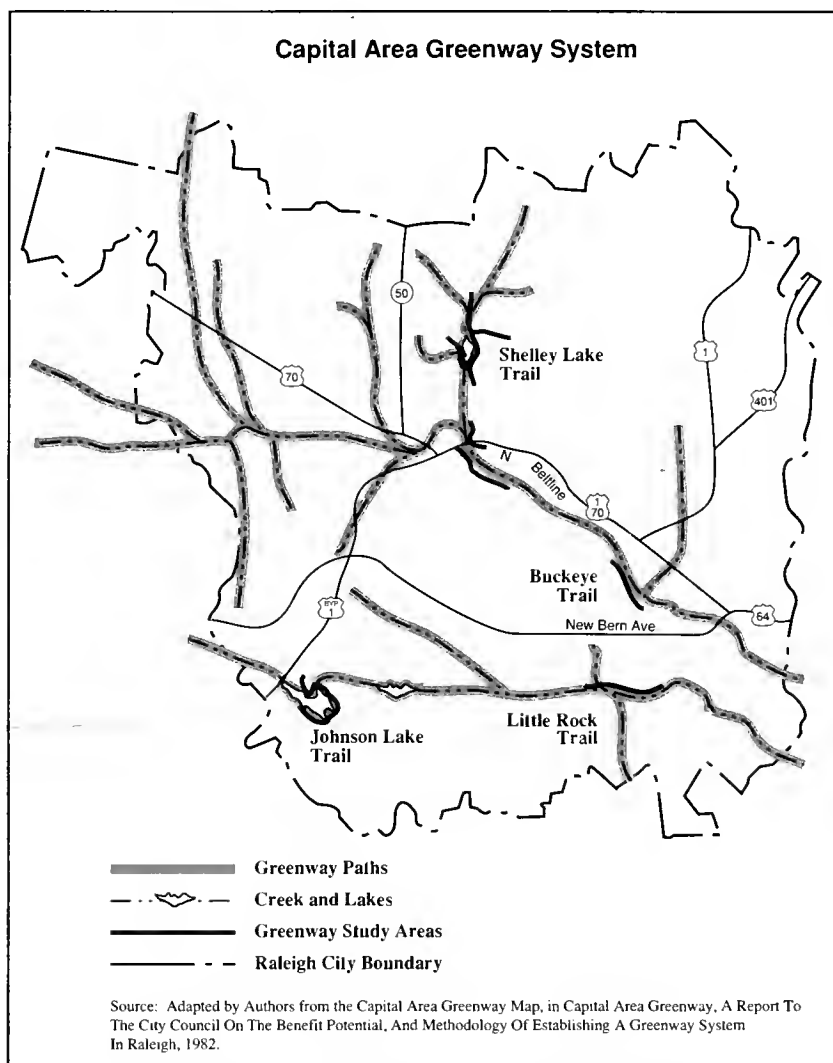 Capital Area Greenway System
50
70
Shelley Lake
Trail
1
401
N
Beltline
1
70
Buckeye
Trail
BYP
1
New Bern Ave
64
Johnson Lake
Trail
Little Rock
Trail
Greenway Paths
Creek and Lakes
Greenway Study Areas
Raleigh City Boundary
Source: Adapted by Authors from the Capital Area Greenway Map, in Capital Area Greenway, A Report To
The City Council On The Benefit Potential, And Methodology Of Establishing A Greenway System
In Raleigh, 1982.